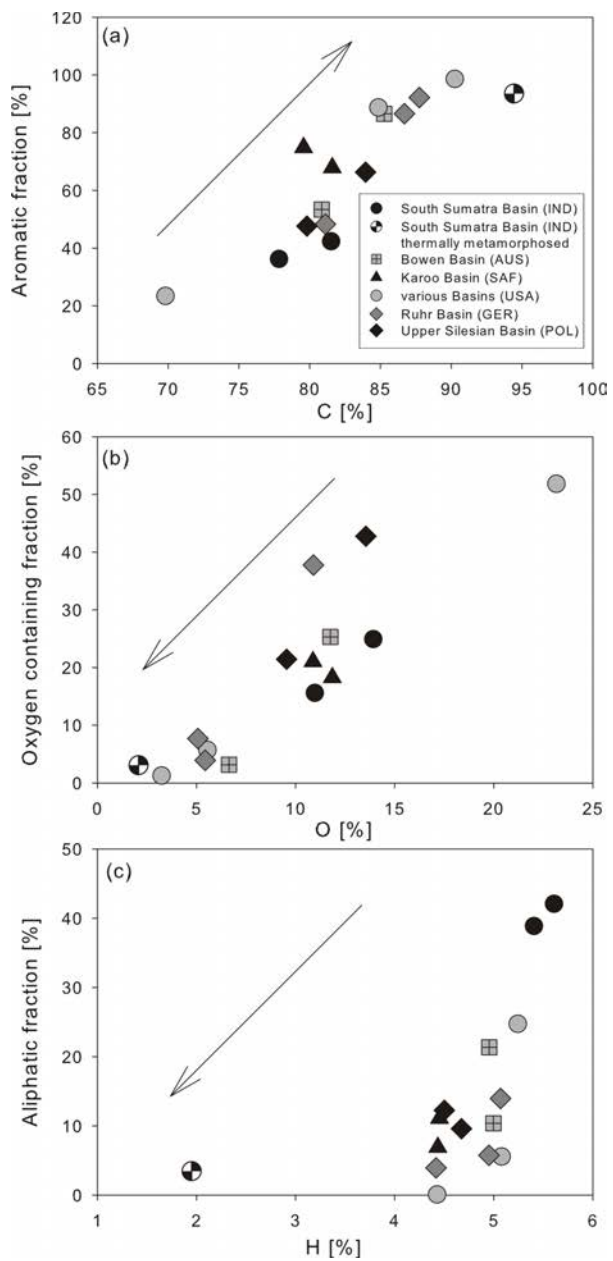 (a)
Aromatic fraction [%]
120
100
80
60
40
20
0
South Sumatra Basin (IND)
South Sumatra Basin (IND)
thermally metamorphosed
Bowen Basin (AUS)
Karoo Basin (SAF)
various Basins (USA)
Ruhr Basin (GER)
Upper Silesian Basin (POL)
65 70 75 80 85 90 95 100
C [%]
(b)
Oxygen containing fraction [%]
60
50
40
30
20
10
0
0 5 10 15 20 25
O [%]
(c)
Aliphatic fraction [%]
50
40
30
20
10
0
1 2 3 4 5 6
H [%]